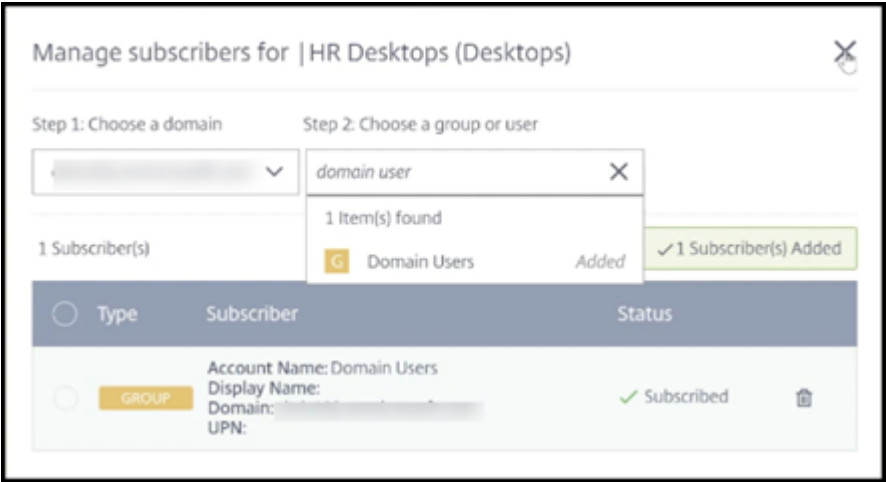 Manage subscribers for | HR Desktops (Desktops)
Step 1: Choose a domain
Step 2: Choose a group or user
domain user
1 Item(s) found
G Domain Users Added
1 Subscriber(s)
1 Subscriber(s) Added
Type Subscriber Status
GROUP
Account Name: Domain Users
Display Name:
Domain:
UPN:
Subscribed